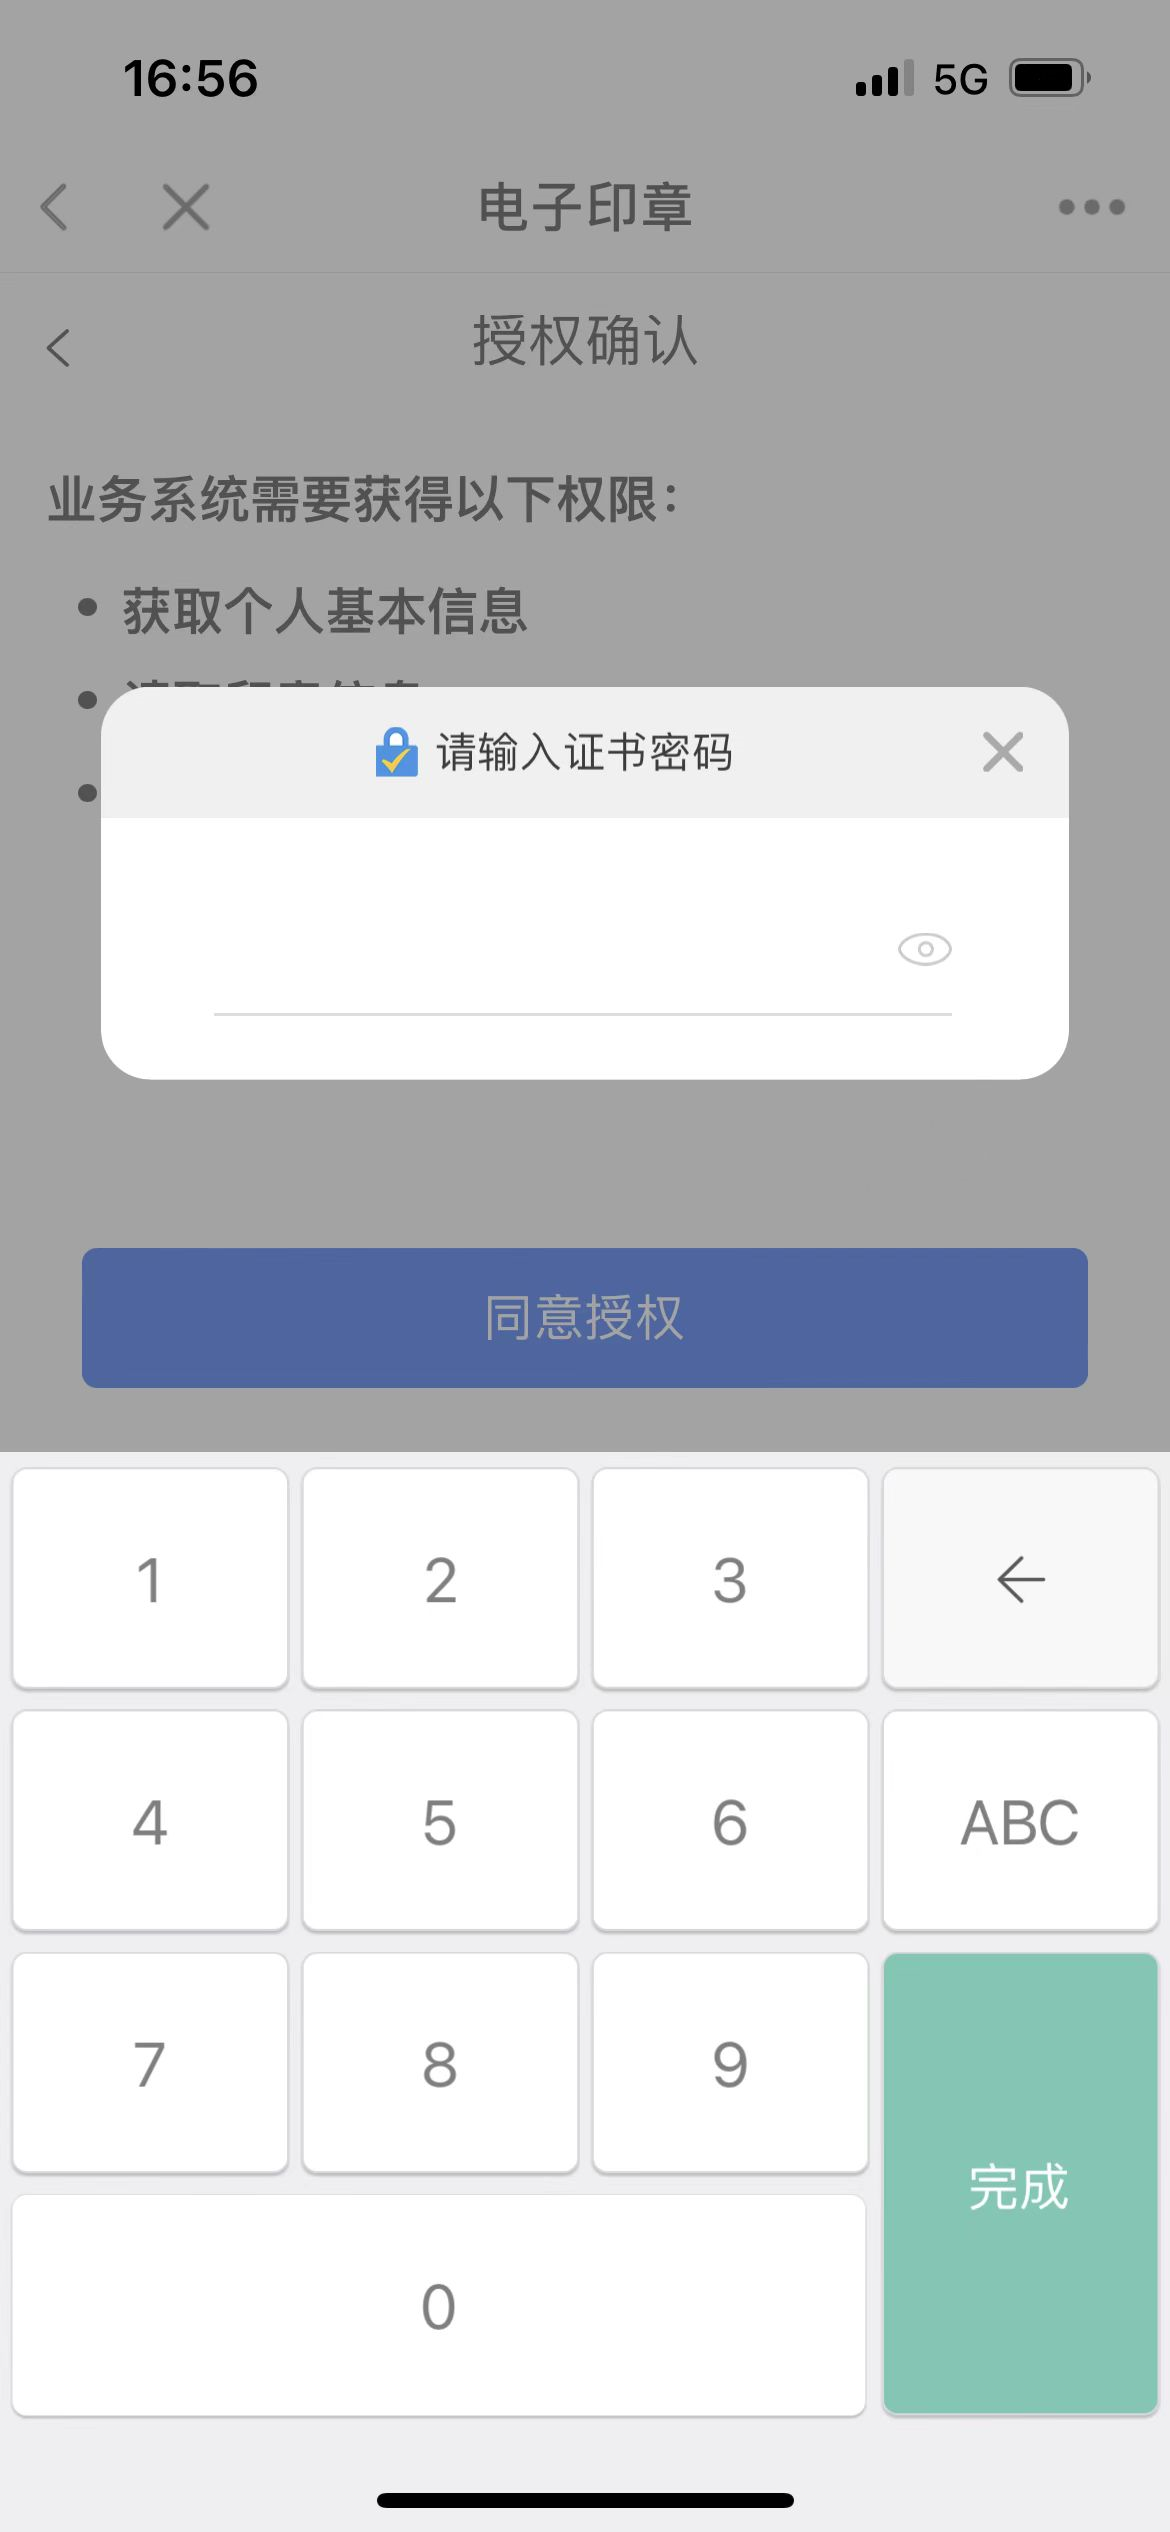 16:56
5G
电子印章
授权确认
业务系统需要获得以下权限：
获取个人基本信息
请输入证书密码
同意授权
1 2 3
4 5 6 ABC
7 8 9
完成
0